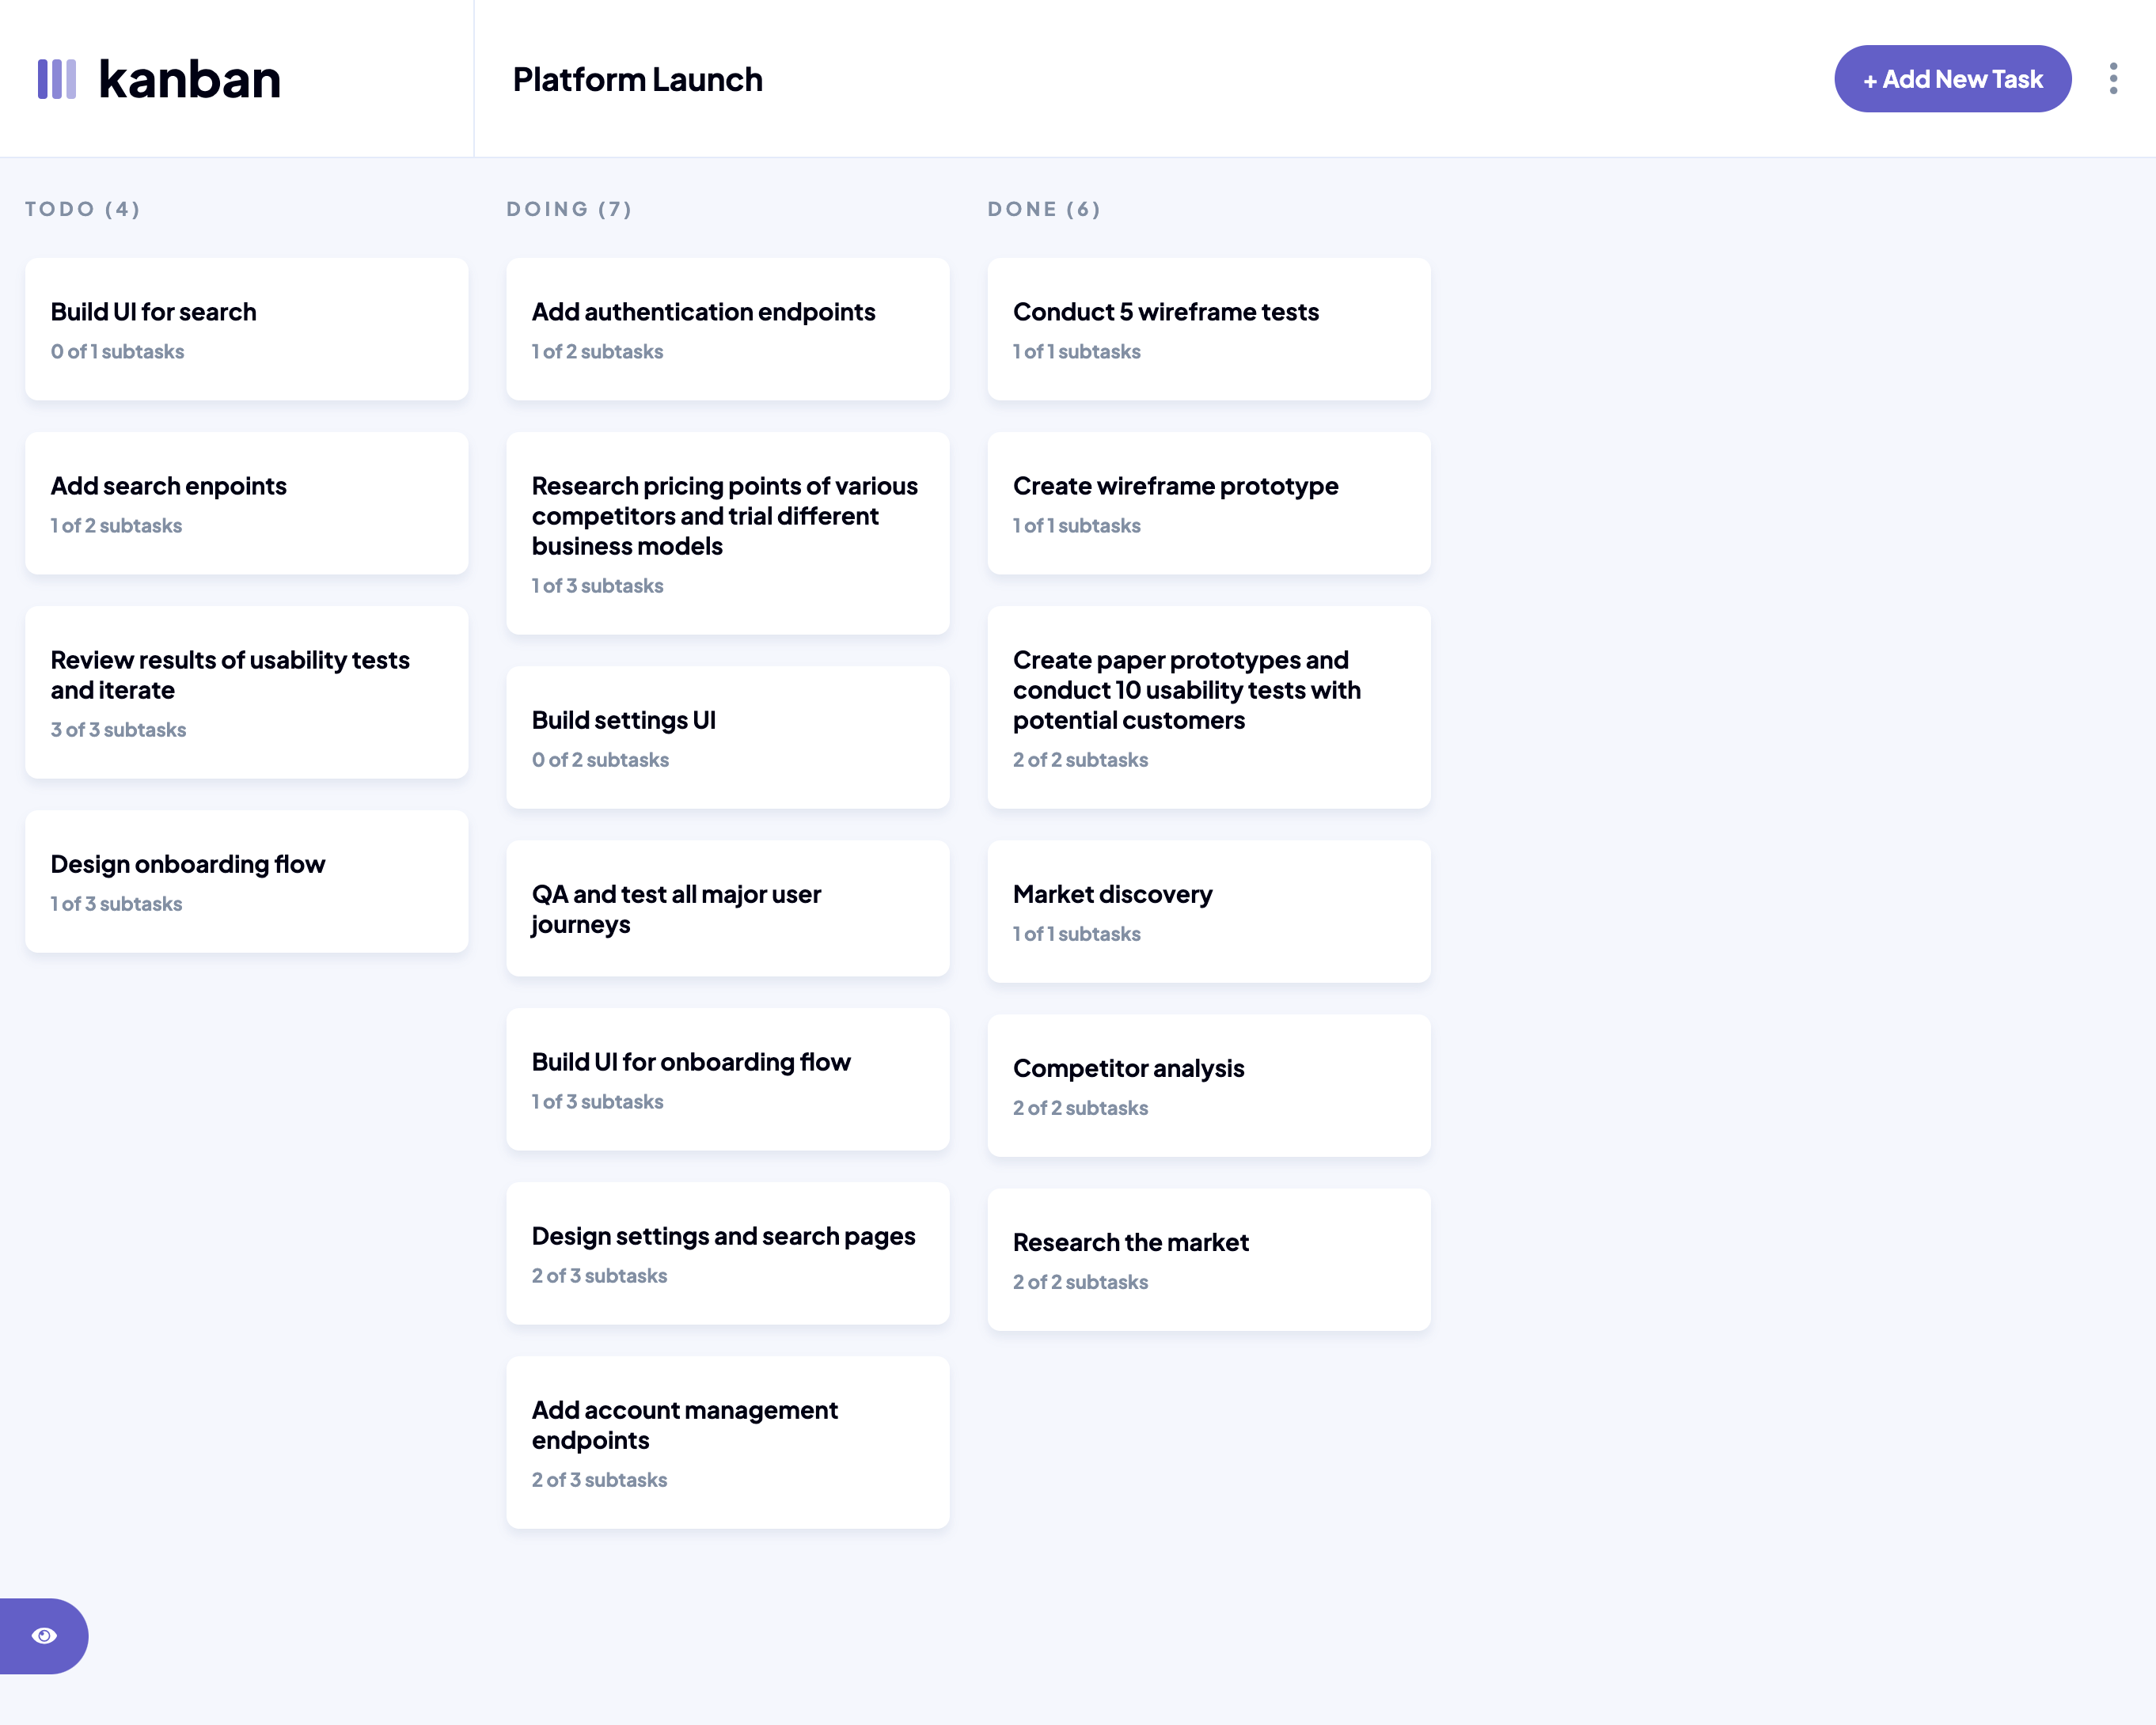 kanban
Platform Launch
+ Add New Task
TODO (4)
Build UI for search
0 of 1 subtasks
Add search enpoints
1 of 2 subtasks
Review results of usability tests
and iterate
3 of 3 subtasks
Design onboarding flow
1 of 3 subtasks
DOING (7)
Add authentication endpoints
1 of 2 subtasks
Research pricing points of various
competitors and trial different
business models
1 of 3 subtasks
Build settings UI
0 of 2 subtasks
QA and test all major user
journeys
Build UI for onboarding flow
1 of 3 subtasks
Design settings and search pages
2 of 3 subtasks
Add account management
endpoints
2 of 3 subtasks
DONE (6)
Conduct 5 wireframe tests
1 of 1 subtasks
Create wireframe prototype
1 of 1 subtasks
Create paper prototypes and
conduct 10 usability tests with
potential customers
2 of 2 subtasks
Market discovery
1 of 1 subtasks
Competitor analysis
2 of 2 subtasks
Research the market
2 of 2 subtasks